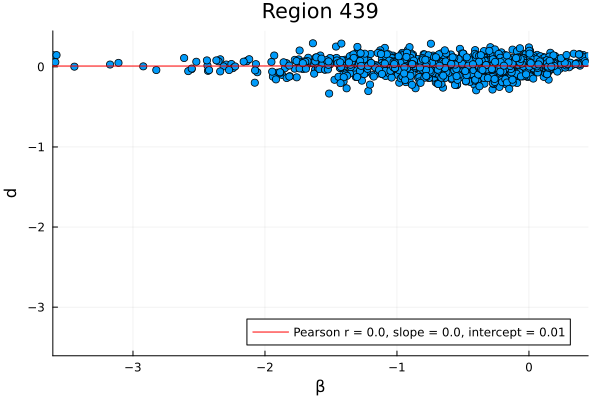 Region 439
d
0
−1
−2
−3
Pearson r = 0.0, slope = 0.0, intercept = 0.01
−3
−2
−1
0
β